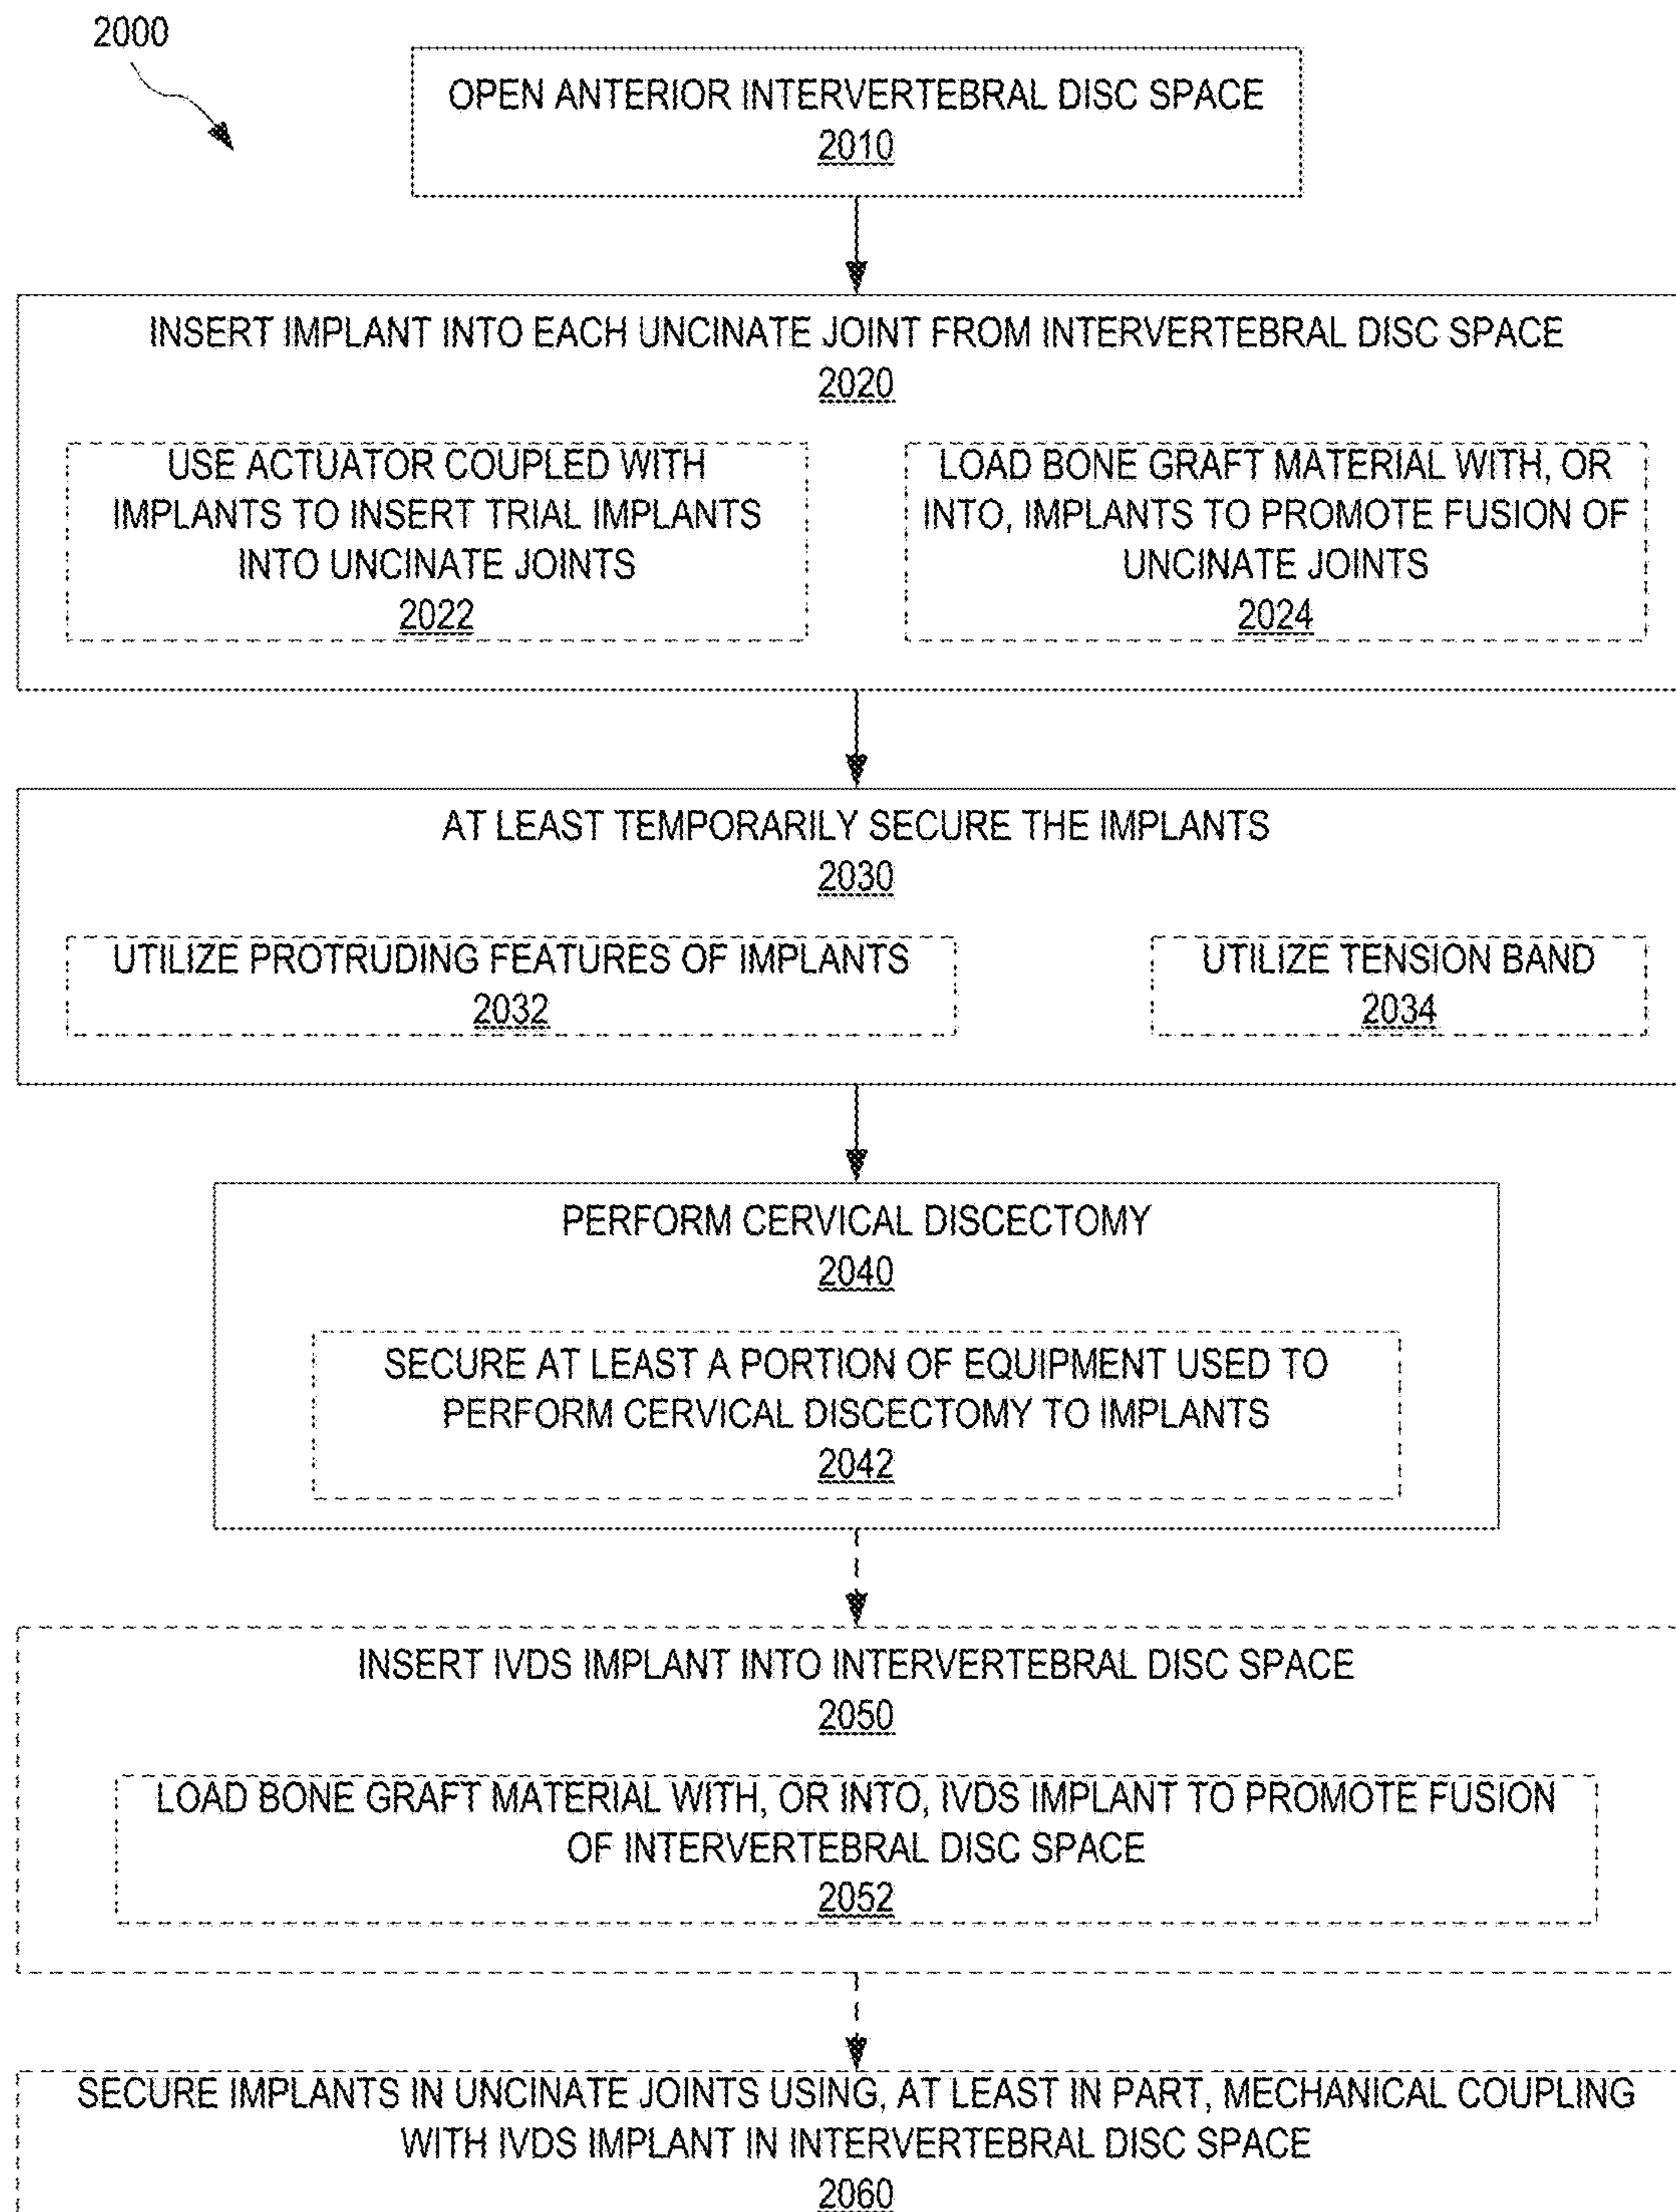 2000
OPEN ANTERIOR INTERVERTEBRAL DISC SPACE
2010
INSERT IMPLANT INTO EACH UNCINATE JOINT FROM INTERVERTEBRAL DISC SPACE
2020
USE ACTUATOR COUPLED WITH
IMPLANTS TO INSERT TRIAL IMPLANTS
INTO UNCINATE JOINTS
2022
LOAD BONE GRAFT MATERIAL WITH, OR
INTO, IMPLANTS TO PROMOTE FUSION OF
UNCINATE JOINTS
2024
AT LEAST TEMPORARILY SECURE THE IMPLANTS
2030
UTILIZE PROTRUDING FEATURES OF IMPLANTS
2032
UTILIZE TENSION BAND
2034
PERFORM CERVICAL DISCECTOMY
2040
SECURE AT LEAST A PORTION OF EQUIPMENT USED TO
PERFORM CERVICAL DISCECTOMY TO IMPLANTS
2042
INSERT IVDS IMPLANT INTO INTERVERTEBRAL DISC SPACE
2050
LOAD BONE GRAFT MATERIAL WITH, OR INTO, IVDS IMPLANT TO PROMOTE FUSION
OF INTERVERTEBRAL DISC SPACE
2052
SECURE IMPLANTS IN UNCINATE JOINTS USING, AT LEAST IN PART, MECHANICAL COUPLING
WITH IVDS IMPLANT IN INTERVERTEBRAL DISC SPACE
2060